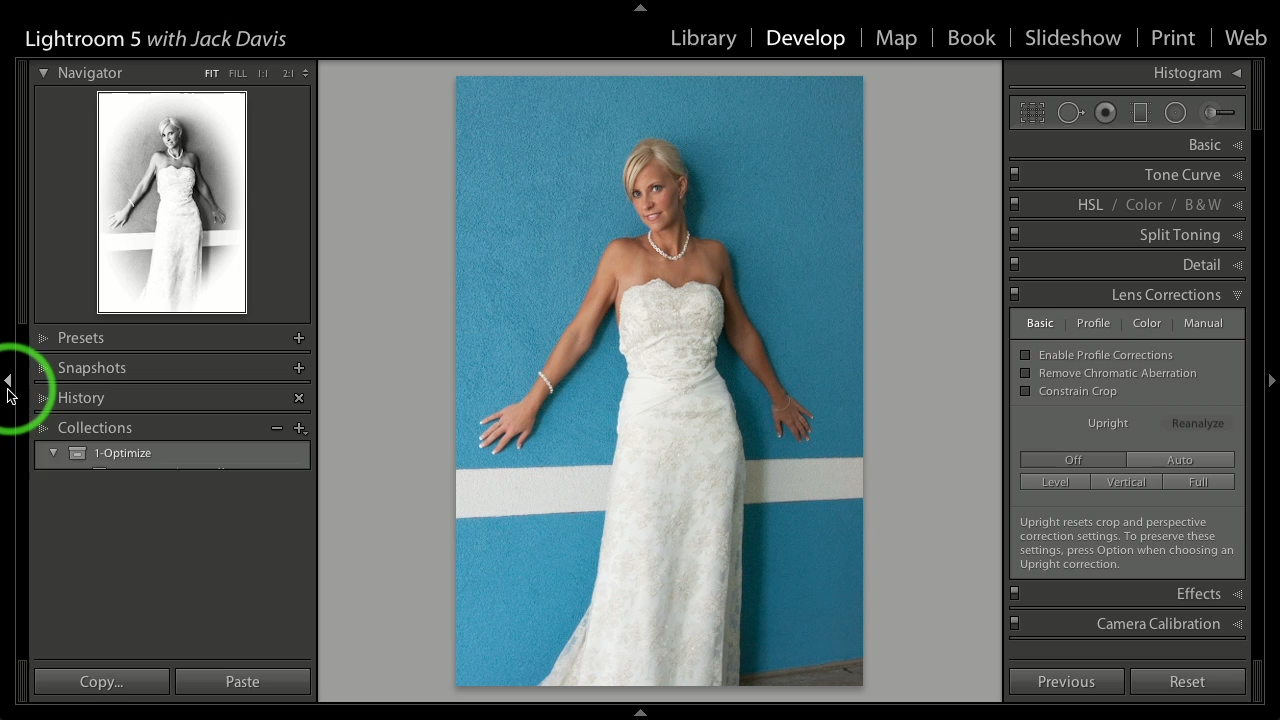 Lightroom 5 with Jack Davis
Library | Develop | Map | Book | Slideshow | Print | Web
Navigator FIT FILL 1:1 2:1
Presets
Snapshots
History
Collections
1-Optimize
Copy... Paste
Histogram
Basic
Tone Curve
HSL / Color / B & W
Split Toning
Detail
Lens Corrections
Basic | Profile | Color | Manual
Enable Profile Corrections
Remove Chromatic Aberration
Constrain Crop
Upright Reanalyze
Off Auto
Level Vertical Full
Upright resets crop and perspective
correction settings. To preserve these
settings, press Option when choosing an
Upright correction.
Effects
Camera Calibration
Previous Reset